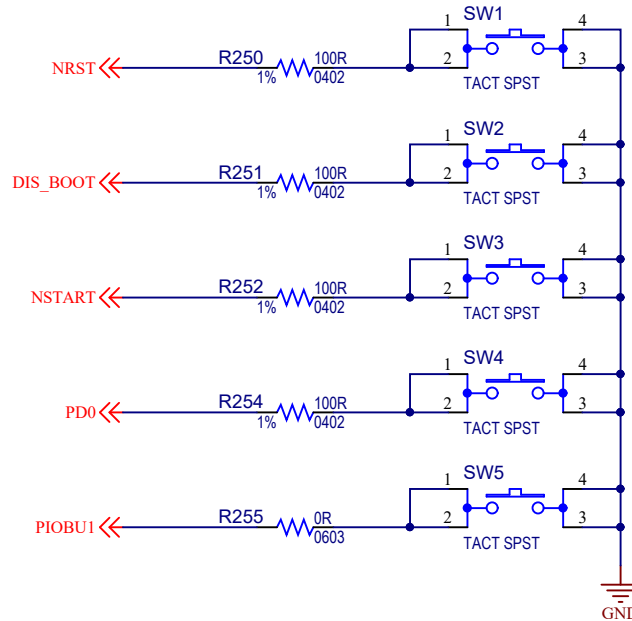 SW1
1 4
R250 100R
NRST
2 3
1% 0402
TACT SPST
SW2
1 4
R251 100R
DIS_BOOT
2 3
1% 0402
TACT SPST
SW3
1 4
R252 100R
NSTART
2 3
1% 0402
TACT SPST
SW4
1 4
R254 100R
PD0
2 3
1% 0402
TACT SPST
SW5
1 4
R255 0R
PIOBU1
2 3
0603
TACT SPST
GND